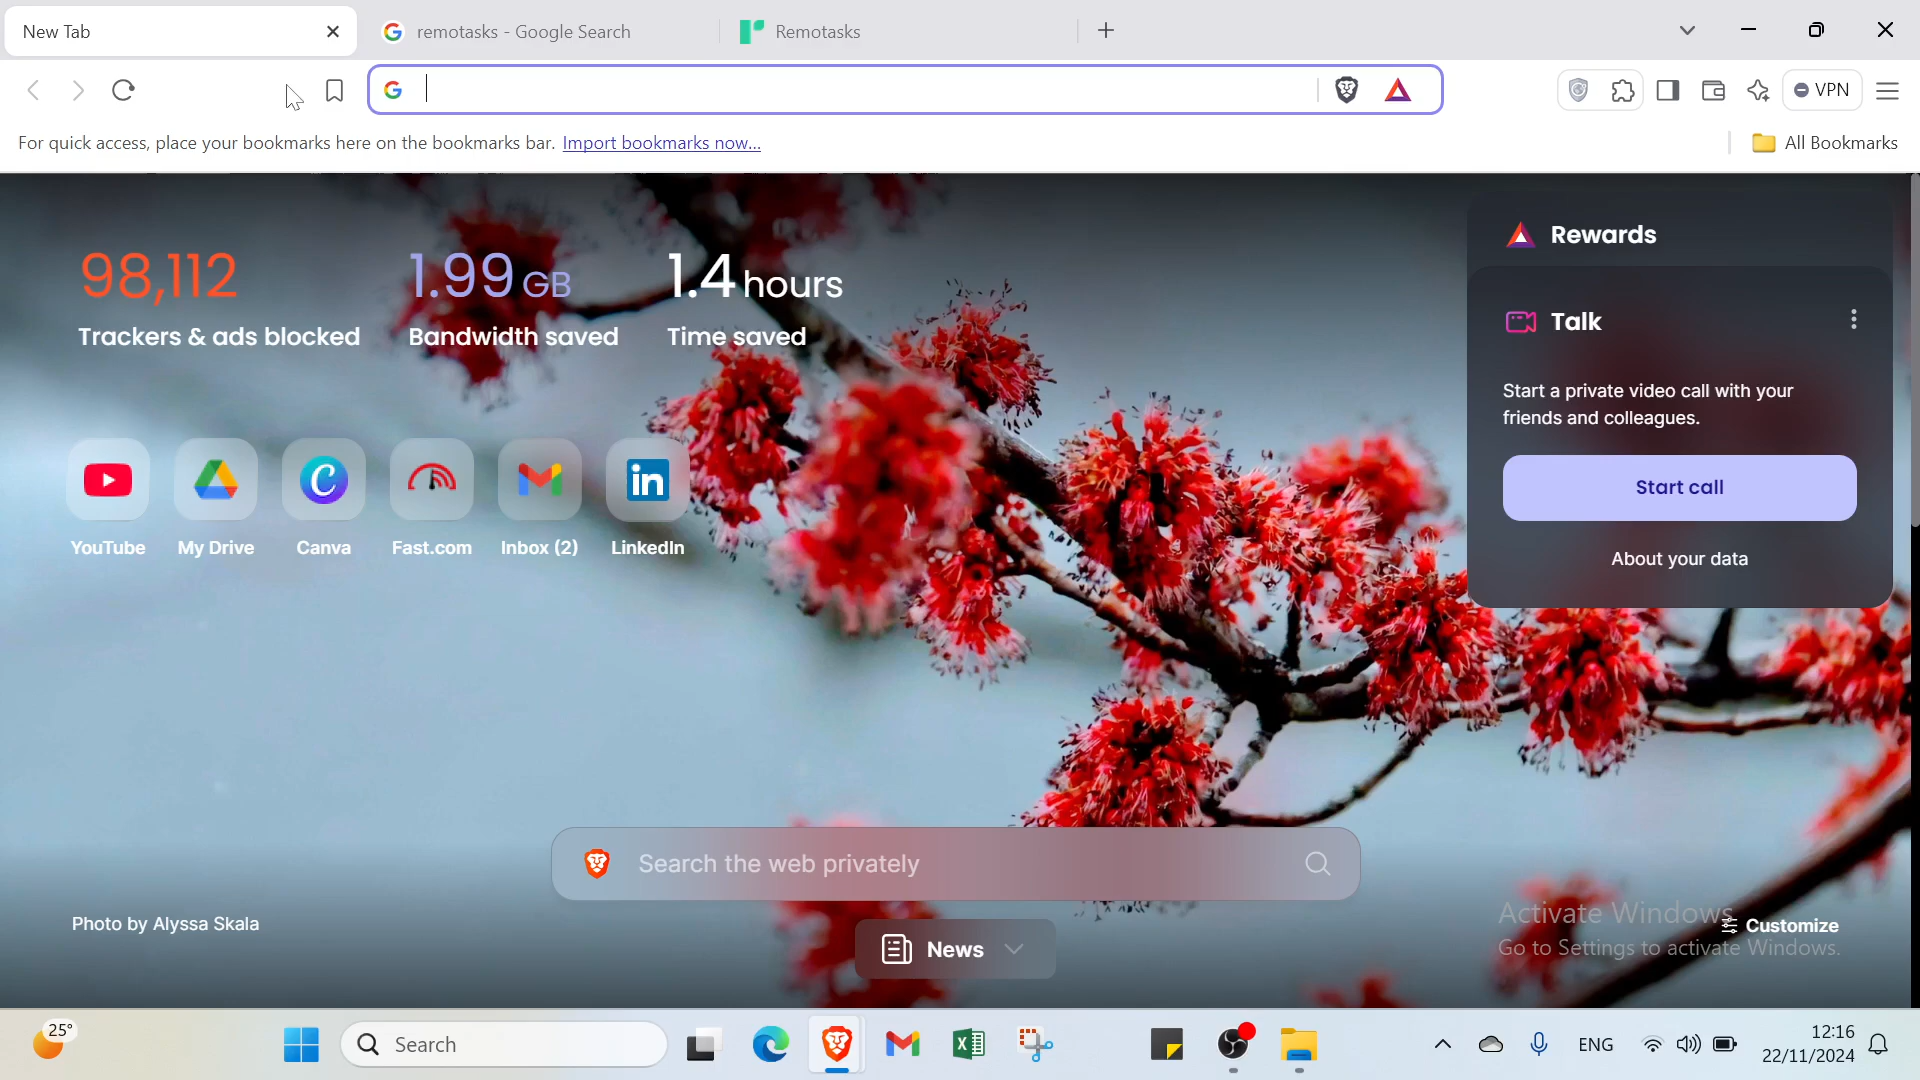 New Tab
remotasks - Google Search
Remotasks
VPN
For quick access, place your bookmarks here on the bookmarks bar. Import bookmarks now...
All Bookmarks
98,112
Trackers & ads blocked
1.99 GB
Bandwidth saved
1.4 hours
Time saved
Rewards
Talk
Start a private video call with your
friends and colleagues.
Start call
About your data
YouTube
My Drive
Canva
Fast.com
Inbox (2)
LinkedIn
Search the web privately
Photo by Alyssa Skala
News
Activate Windows
Go to Settings to activate Windows.
Customize
25°
Search
ENG
12:16
22/11/2024